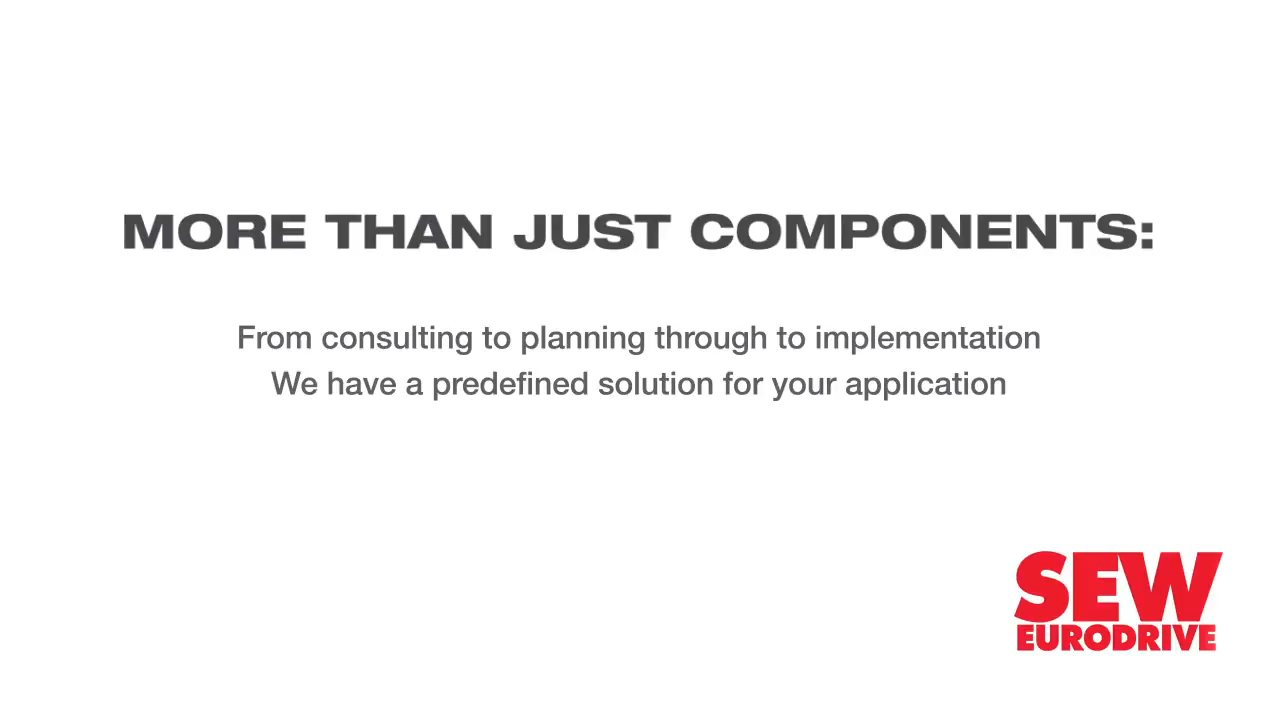 MORE THAN JUST COMPONENTS:
From consulting to planning through to implementation
We have a predefined solution for your application
SEW
EURODRIVE